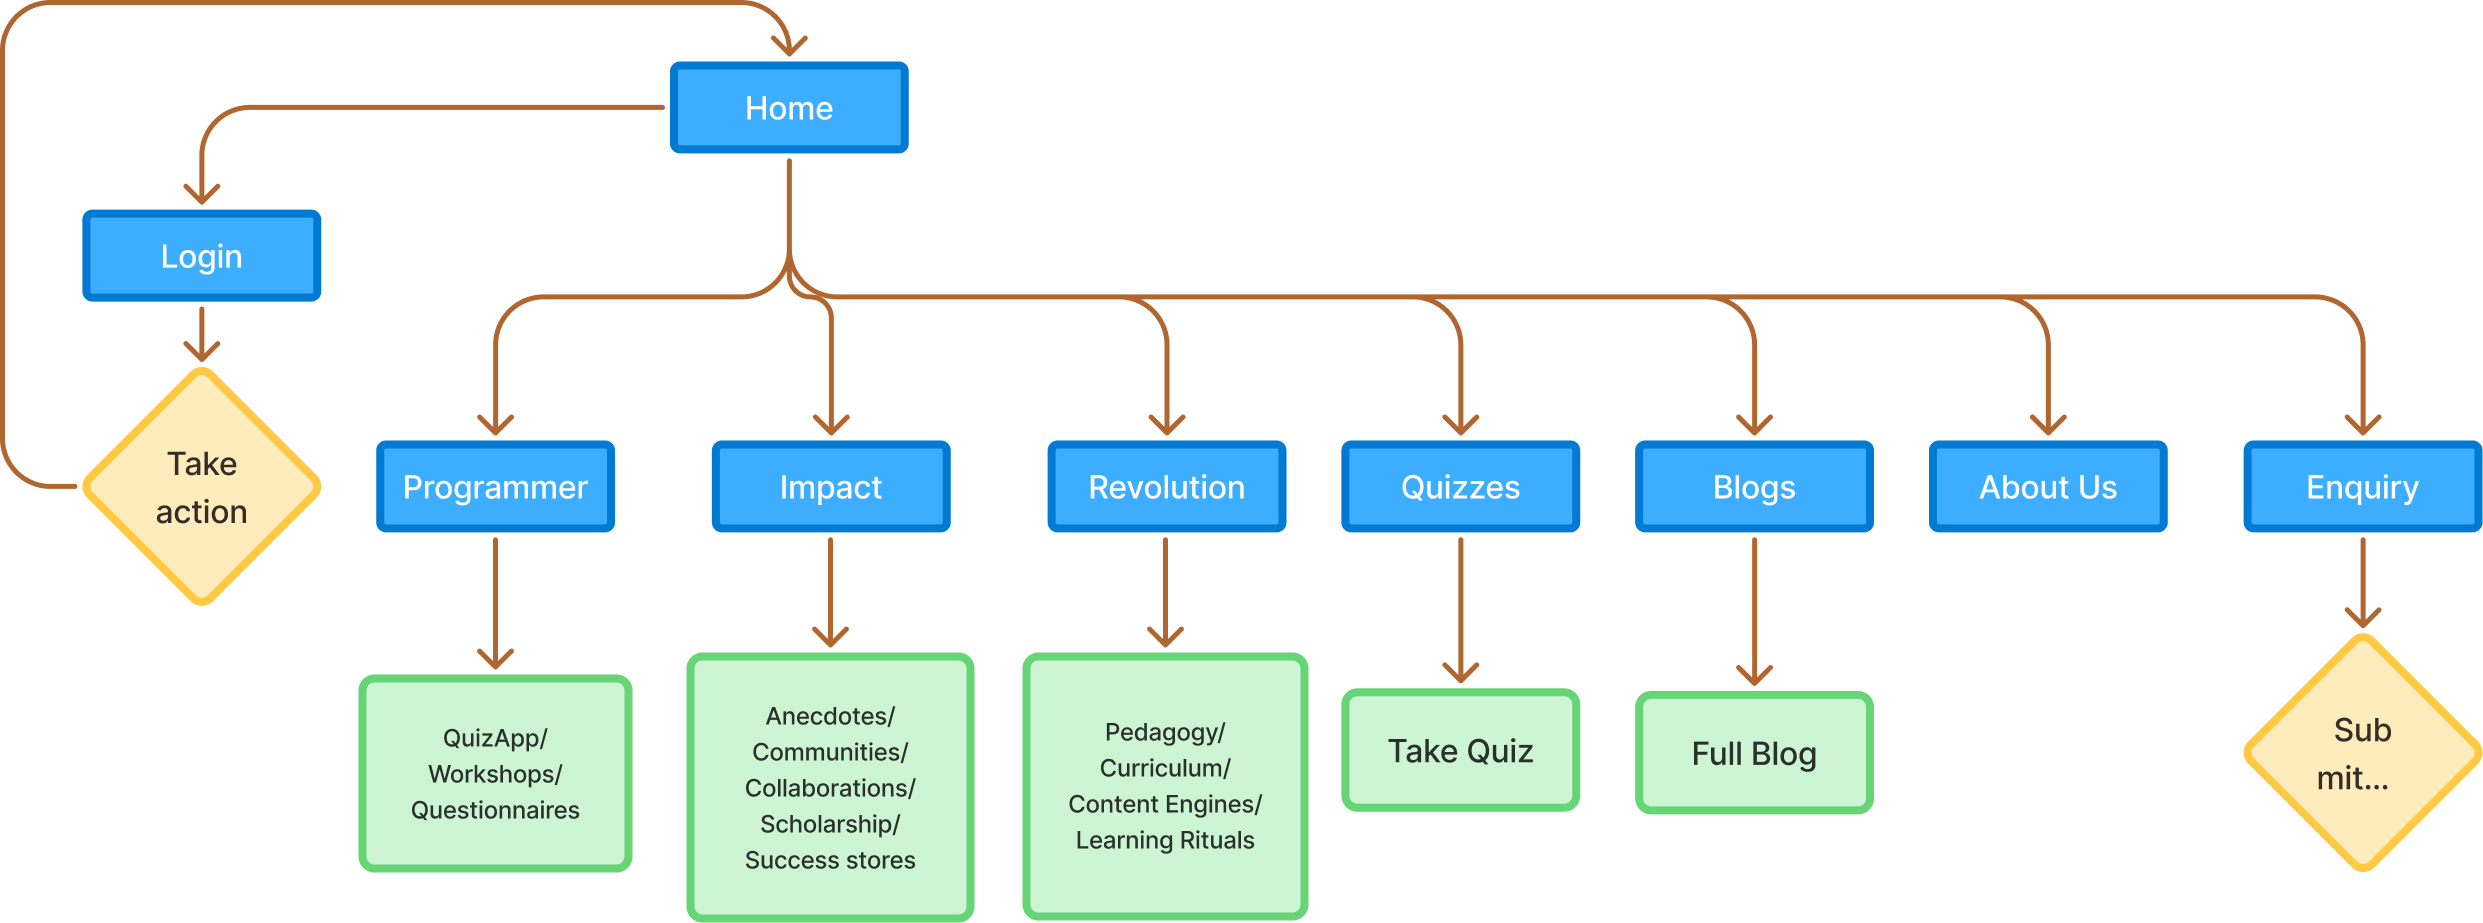 Home
Login
Take
action
Programmer
Impact
Revolution
Quizzes
Blogs
About Us
Enquiry
QuizApp/
Workshops/
Questionnaires
Anecdotes/
Communities/
Collaborations/
Scholarship/
Success stores
Pedagogy/
Curriculum/
Content Engines/
Learning Rituals
Take Quiz
Full Blog
Sub
mit...